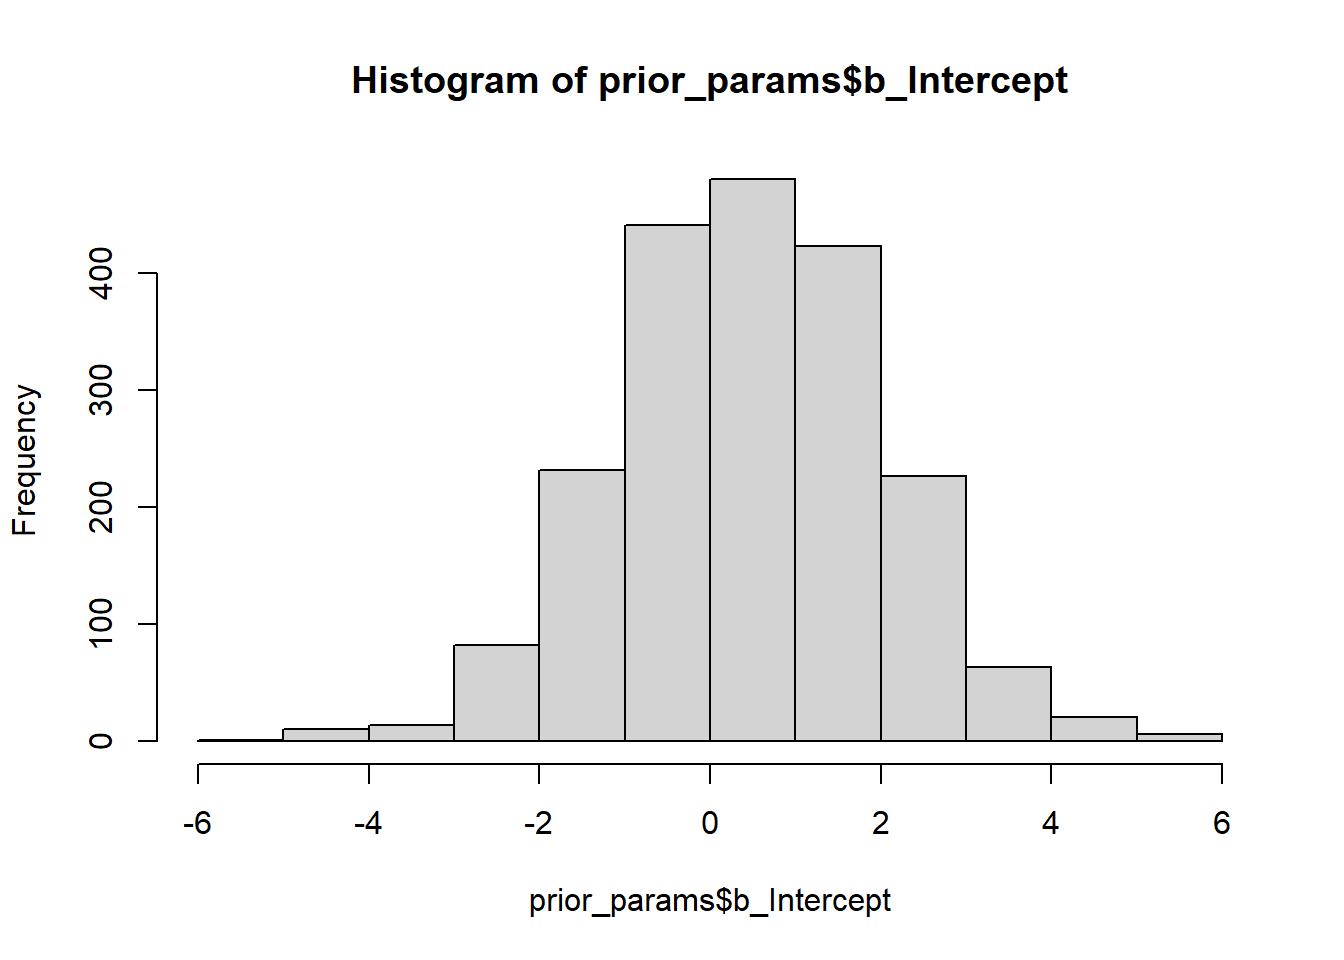 Histogram of prior_params$b_Intercept
Frequency
400
300
200
100
0
-6 -4 -2 0 2 4 6
prior_params$b_Intercept